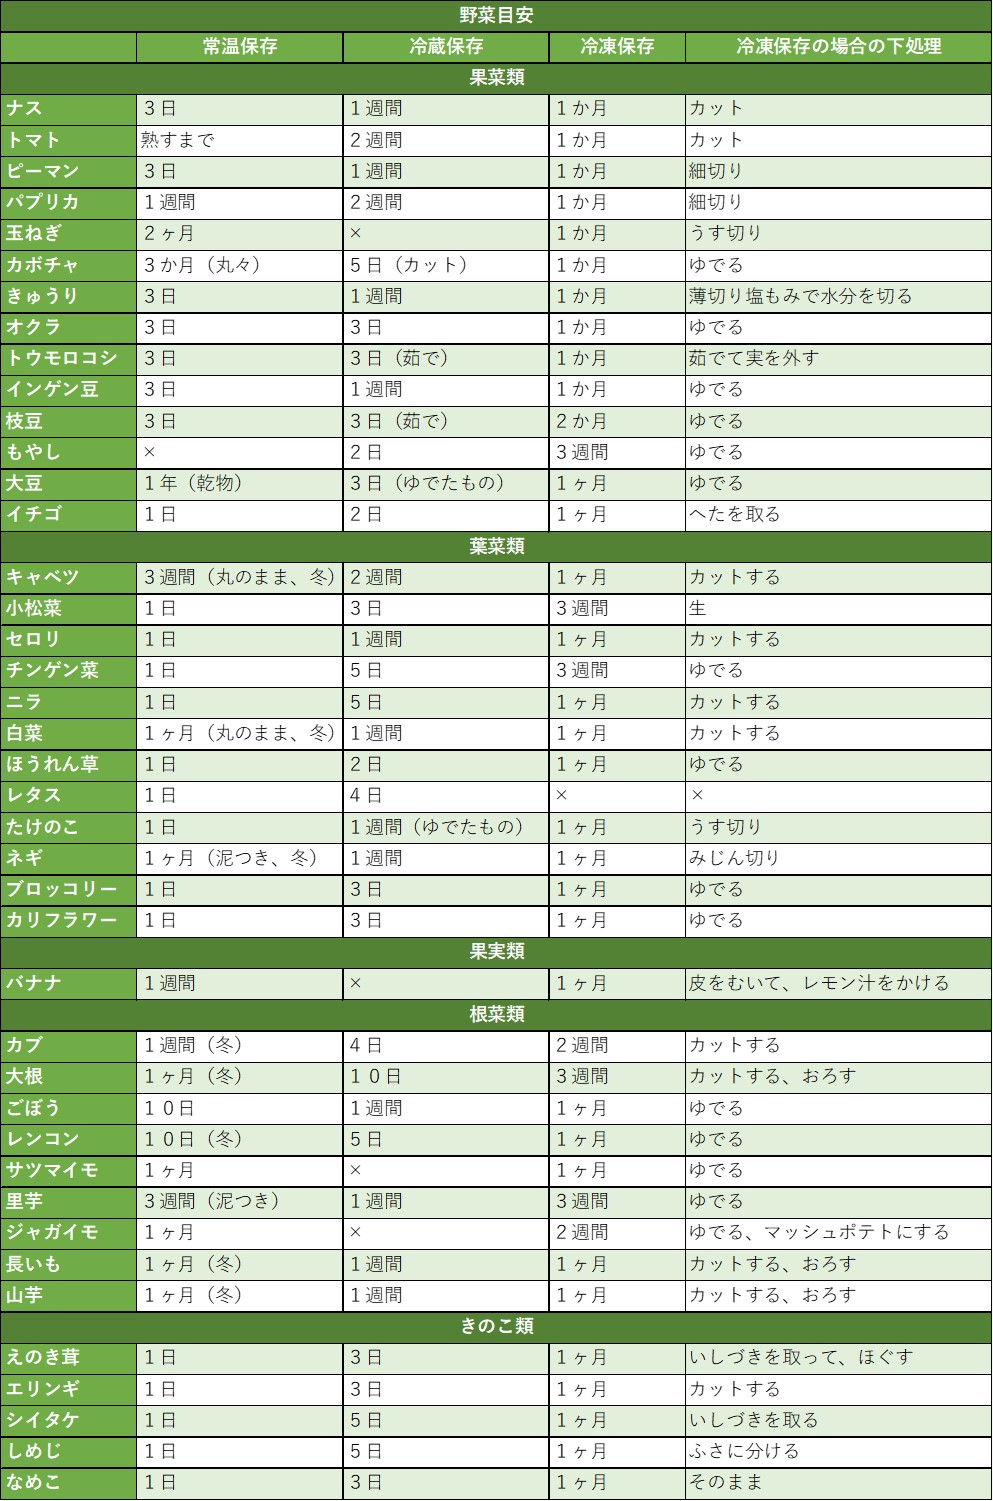 野菜目安
常温保存 冷蔵保存 冷凍保存 冷凍保存の場合の下処理
果菜類
ナス ３日 １週間 １か月 カット
トマト 熟すまで ２週間 １か月 カット
ピーマン ３日 １週間 １か月 細切り
パプリカ １週間 ２週間 １か月 細切り
玉ねぎ ２ヶ月 × １か月 うす切り
カボチャ ３か月（丸々） ５日（カット） １か月 ゆでる
きゅうり ３日 １週間 １か月 薄切り塩もみで水分を切る
オクラ ３日 ３日 １か月 ゆでる
トウモロコシ ３日 ３日（茹で） １か月 茹でて実を外す
インゲン豆 ３日 １週間 １か月 ゆでる
枝豆 ３日 ３日（茹で） ２か月 ゆでる
もやし × ２日 ３週間 ゆでる
大豆 １年（乾物） ３日（ゆでたもの） １ヶ月 ゆでる
イチゴ １日 ２日 １ヶ月 へたを取る
葉菜類
キャベツ ３週間（丸のまま、冬） ２週間 １ヶ月 カットする
小松菜 １日 ３日 ３週間 生
セロリ １日 １週間 １ヶ月 カットする
チンゲン菜 １日 ５日 ３週間 ゆでる
ニラ １日 ５日 １ヶ月 カットする
白菜 １ヶ月（丸のまま、冬） １週間 １ヶ月 カットする
ほうれん草 １日 ２日 １ヶ月 ゆでる
レタス １日 ４日 × ×
たけのこ １日 １週間（ゆでたもの） １ヶ月 うす切り
ネギ １ヶ月（泥つき、冬） １週間 １ヶ月 みじん切り
ブロッコリー １日 ３日 １ヶ月 ゆでる
カリフラワー １日 ３日 １ヶ月 ゆでる
果実類
バナナ １週間 × １ヶ月 皮をむいて、レモン汁をかける
根菜類
カブ １週間（冬） ４日 ２週間 カットする
大根 １ヶ月（冬） １０日 ３週間 カットする、おろす
ごぼう １０日 １週間 １ヶ月 ゆでる
レンコン １０日（冬） ５日 １ヶ月 ゆでる
サツマイモ １ヶ月 × １ヶ月 ゆでる
里芋 ３週間（泥つき） １週間 ３週間 ゆでる
ジャガイモ １ヶ月 × ２週間 ゆでる、マッシュポテトにする
長いも １ヶ月（冬） １週間 １ヶ月 カットする、おろす
山芋 １ヶ月（冬） １週間 １ヶ月 カットする、おろす
きのこ類
えのき茸 １日 ３日 １ヶ月 いしづきを取って、ほぐす
エリンギ １日 ３日 １ヶ月 カットする
シイタケ １日 ５日 １ヶ月 いしづきを取る
しめじ １日 ５日 １ヶ月 ふさに分ける
なめこ １日 ３日 １ヶ月 そのまま